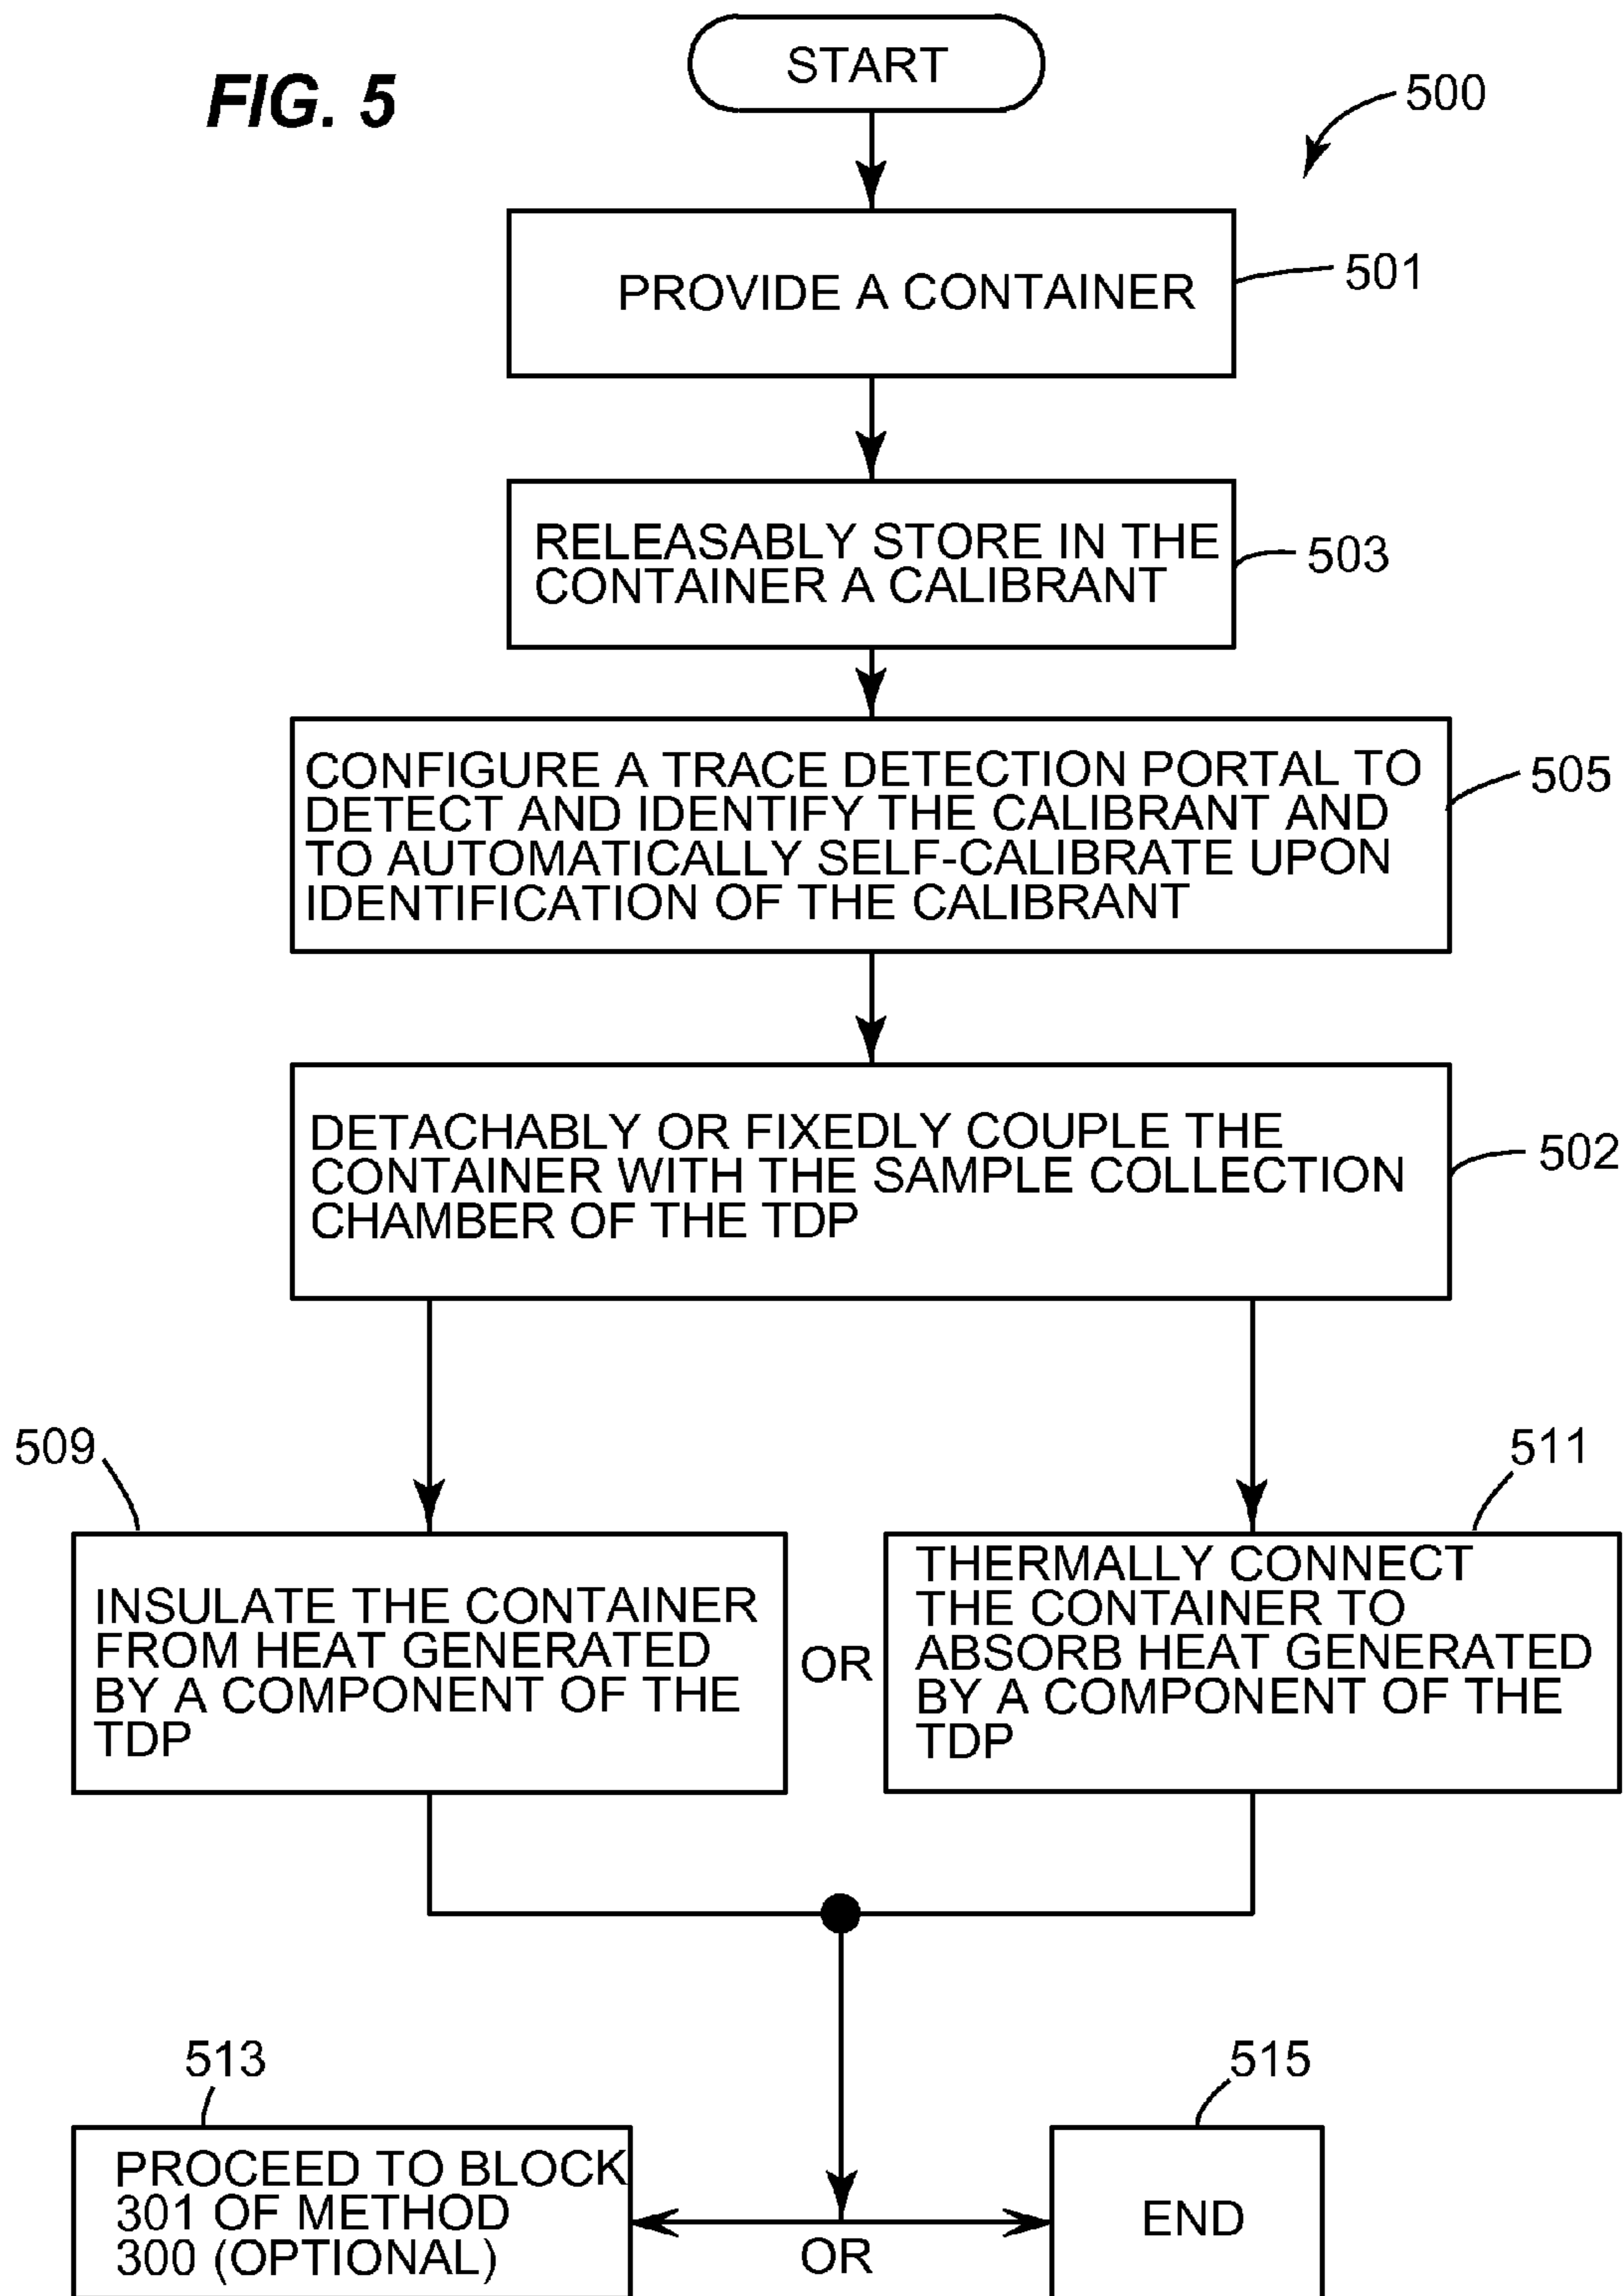 FIG. 5
START
500
PROVIDE A CONTAINER
501
RELEASABLY STORE IN THE
CONTAINER A CALIBRANT
503
CONFIGURE A TRACE DETECTION PORTAL TO
DETECT AND IDENTIFY THE CALIBRANT AND
TO AUTOMATICALLY SELF-CALIBRATE UPON
IDENTIFICATION OF THE CALIBRANT
505
DETACHABLY OR FIXEDLY COUPLE THE
CONTAINER WITH THE SAMPLE COLLECTION
CHAMBER OF THE TDP
502
509
INSULATE THE CONTAINER
FROM HEAT GENERATED
BY A COMPONENT OF THE
TDP
OR
511
THERMALLY CONNECT
THE CONTAINER TO
ABSORB HEAT GENERATED
BY A COMPONENT OF THE
TDP
513
PROCEED TO BLOCK
301 OF METHOD
300 (OPTIONAL)
OR
515
END